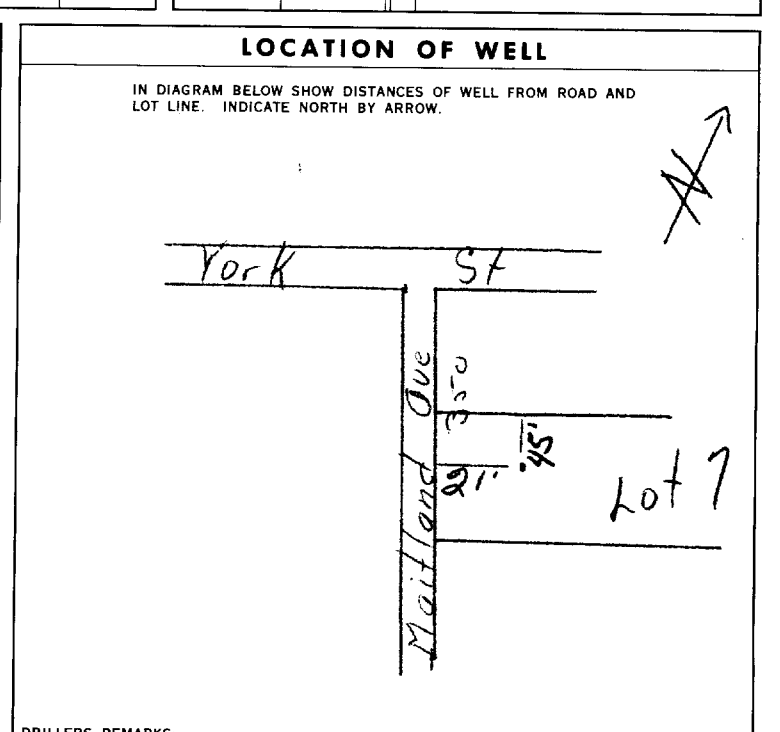 LOCATION OF WELL
IN DIAGRAM BELOW SHOW DISTANCES OF WELL FROM ROAD AND
LOT LINE. INDICATE NORTH BY ARROW.
N
York St
Maitland Ave
350
45'
21'
Lot 7
DRILLERS REMARKS